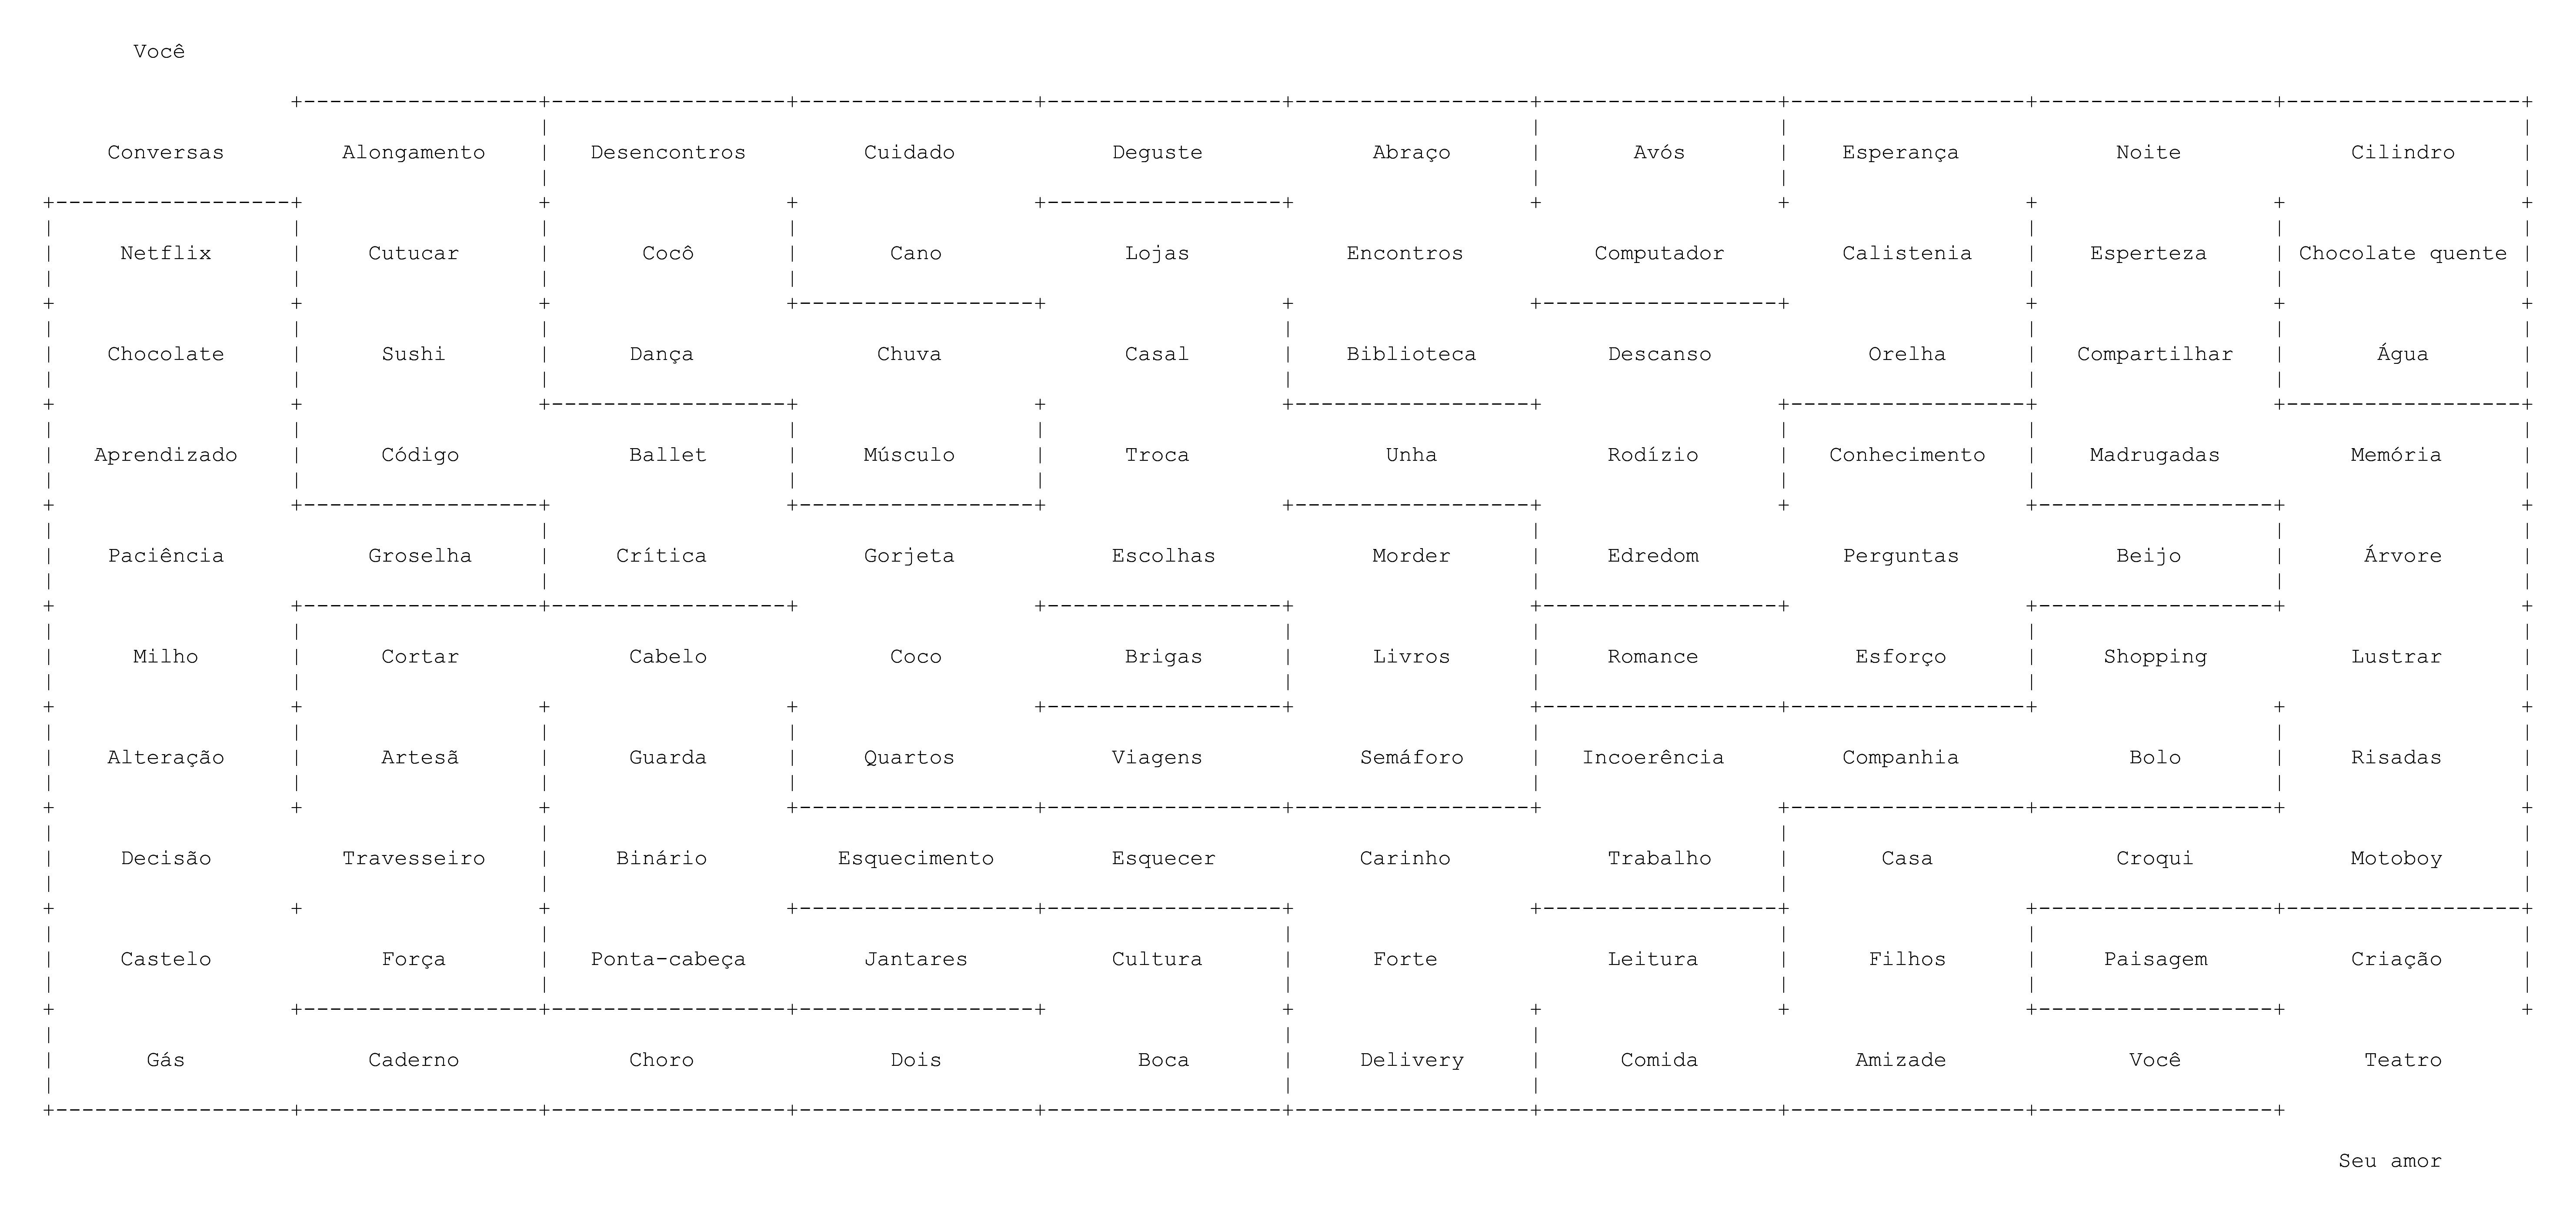 Você
Conversas Alongamento Desencontros Cuidado Deguste Abraço Avós Esperança Noite Cilindro
Netflix Cutucar Cocô Cano Lojas Encontros Computador Calistenia Esperteza Chocolate quente
Chocolate Sushi Dança Chuva Casal Biblioteca Descanso Orelha Compartilhar Água
Aprendizado Código Ballet Músculo Troca Unha Rodízio Conhecimento Madrugadas Memória
Paciência Groselha Crítica Gorjeta Escolhas Morder Edredom Perguntas Beijo Árvore
Milho Cortar Cabelo Coco Brigas Livros Romance Esforço Shopping Lustrar
Alteração Artesã Guarda Quartos Viagens Semáforo Incoerência Companhia Bolo Risadas
Decisão Travesseiro Binário Esquecimento Esquecer Carinho Trabalho Casa Croqui Motoboy
Castelo Força Ponta-cabeça Jantares Cultura Forte Leitura Filhos Paisagem Criação
Gás Caderno Choro Dois Boca Delivery Comida Amizade Você Teatro
Seu amor